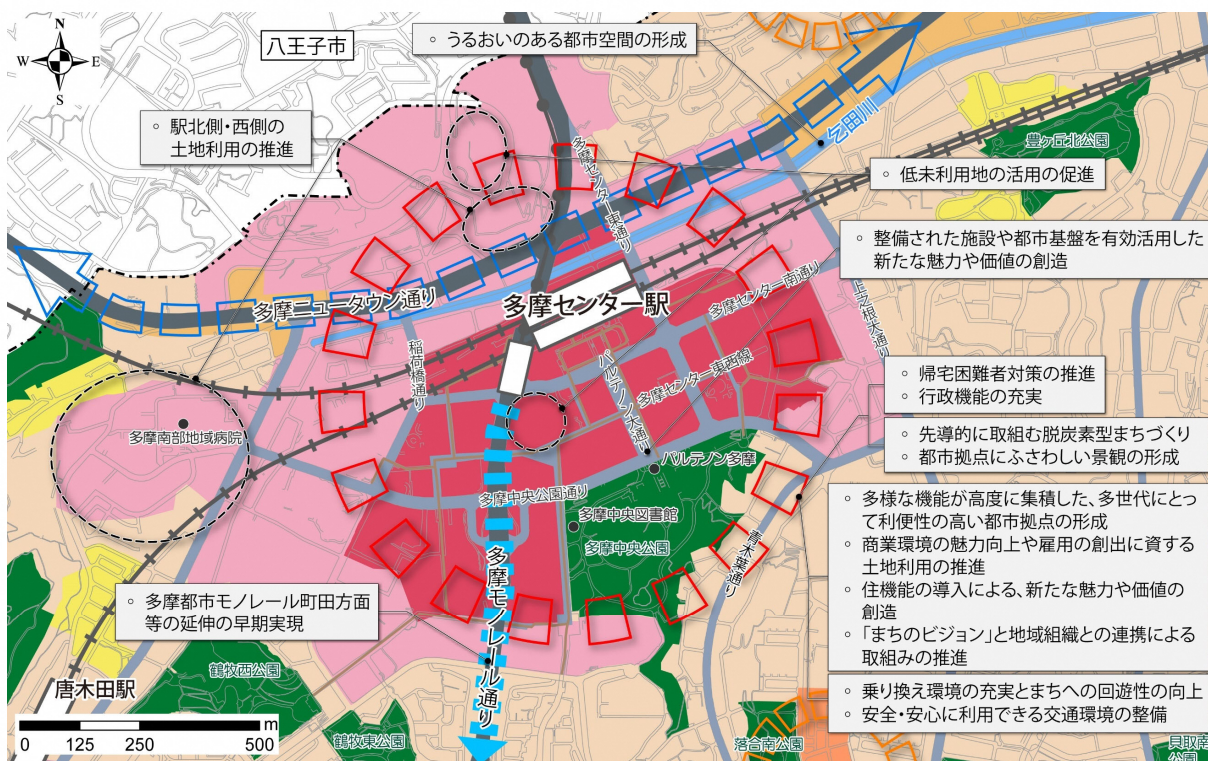 N
W
E
S
八王子市
◦ うるおいのある都市空間の形成
◦ 駅北側・西側の
土地利用の推進
乞田川
豊ヶ丘北公園
多摩センター東通り
◦ 低未利用地の活用の促進
◦ 整備された施設や都市基盤を有効活用した
新たな魅力や価値の創造
多摩ニュータウン通り
多摩センター駅
多摩センター南通り
上之根大通り
稲荷橋通り
パルテノン大通り
多摩センター東西線
◦ 帰宅困難者対策の推進
◦ 行政機能の充実
多摩南部地域病院
◦ 先導的に取組む脱炭素型まちづくり
◦ 都市拠点にふさわしい景観の形成
パルテノン多摩
多摩中央公園通り
多摩中央図書館
多摩中央公園
青木葉通り
◦ 多様な機能が高度に集積した、多世代にとっ
て利便性の高い都市拠点の形成
◦ 商業環境の魅力向上や雇用の創出に資する
土地利用の推進
◦ 住機能の導入による、新たな魅力や価値の
創造
◦ 「まちのビジョン」と地域組織との連携による
取組みの推進
多摩モノレール通り
◦ 多摩都市モノレール町田方面
等の延伸の早期実現
鶴牧西公園
唐木田駅
◦ 乗り換え環境の充実とまちへの回遊性の向上
◦ 安全・安心に利用できる交通環境の整備
m
0 125 250 500
鶴牧東公園
落合南公園
貝取南
公園